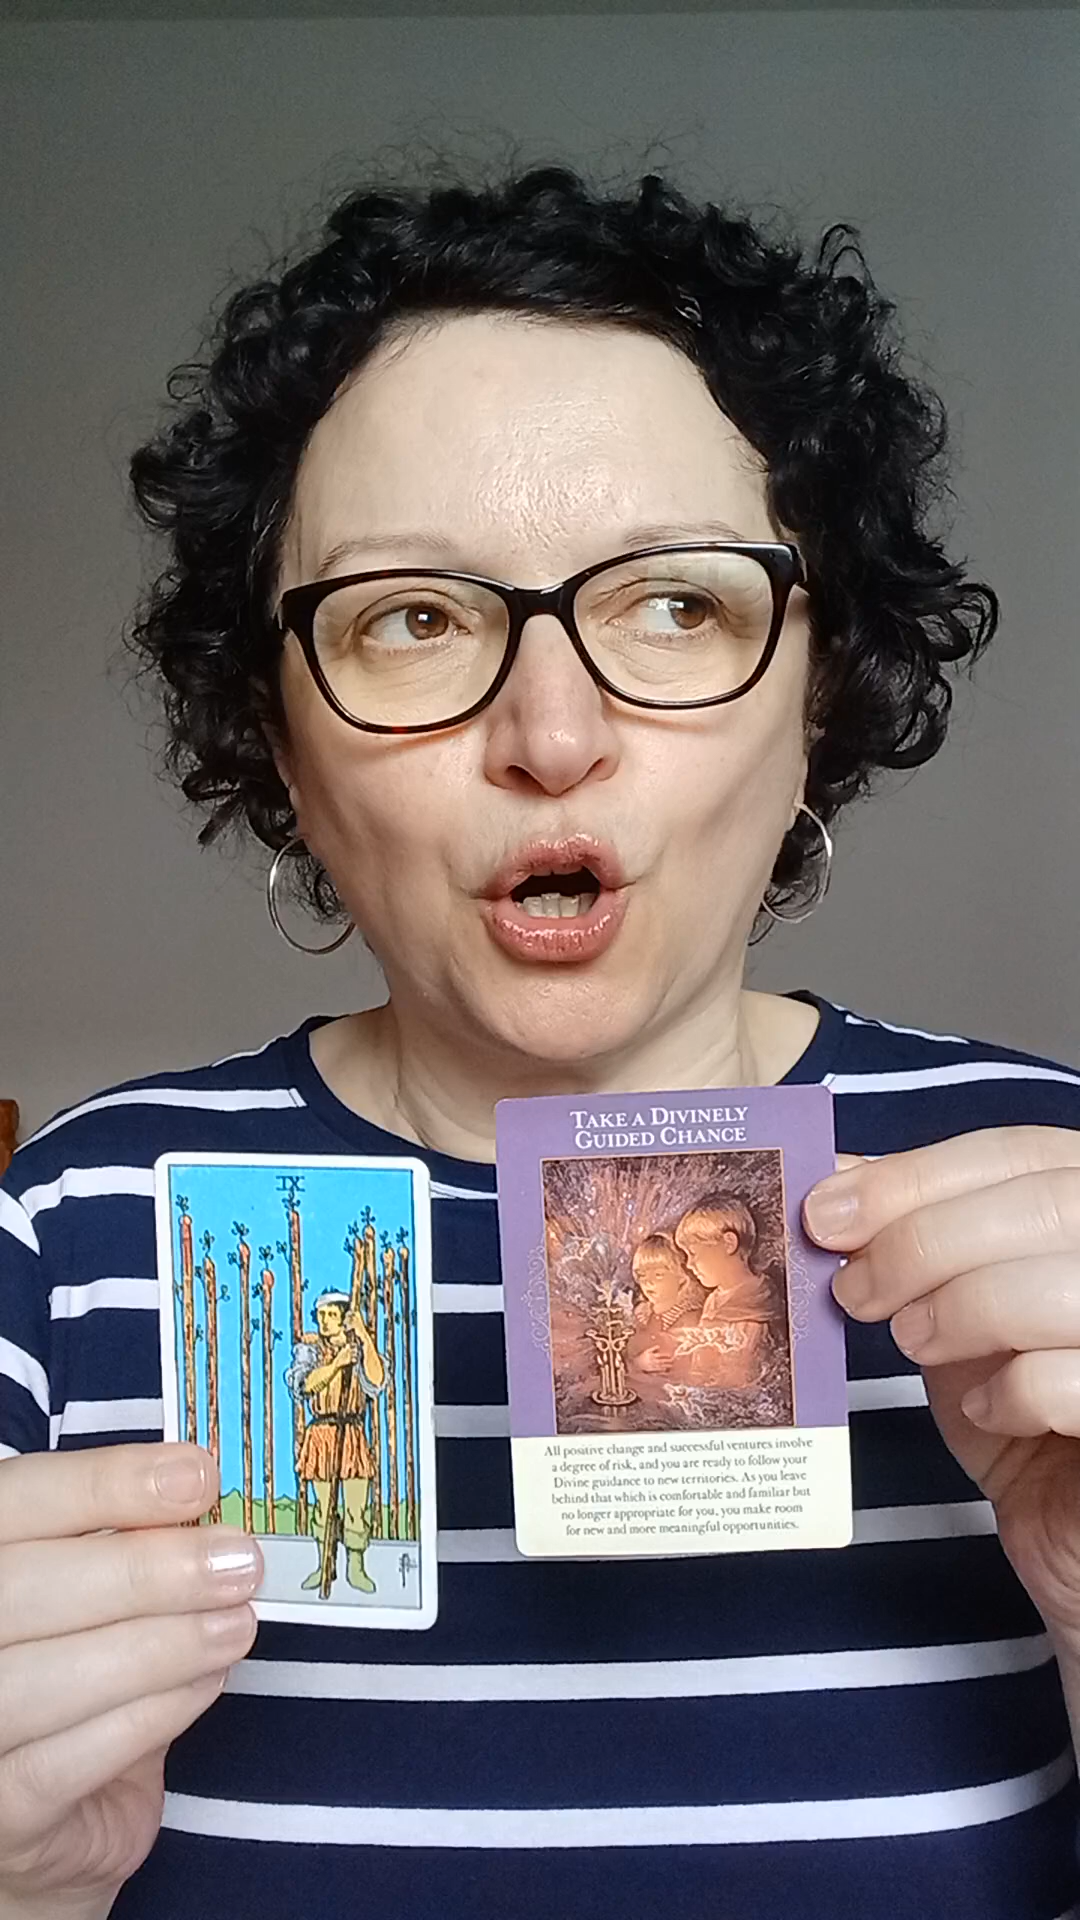 IX
TAKE A DIVINELY
GUIDED CHANCE
All positive change and successful ventures involve
a degree of risk, and you are ready to follow your
Divine guidance to new territories. As you leave
behind that which is comfortable and familiar but
no longer appropriate for you, you make room
for new and more meaningful opportunities.